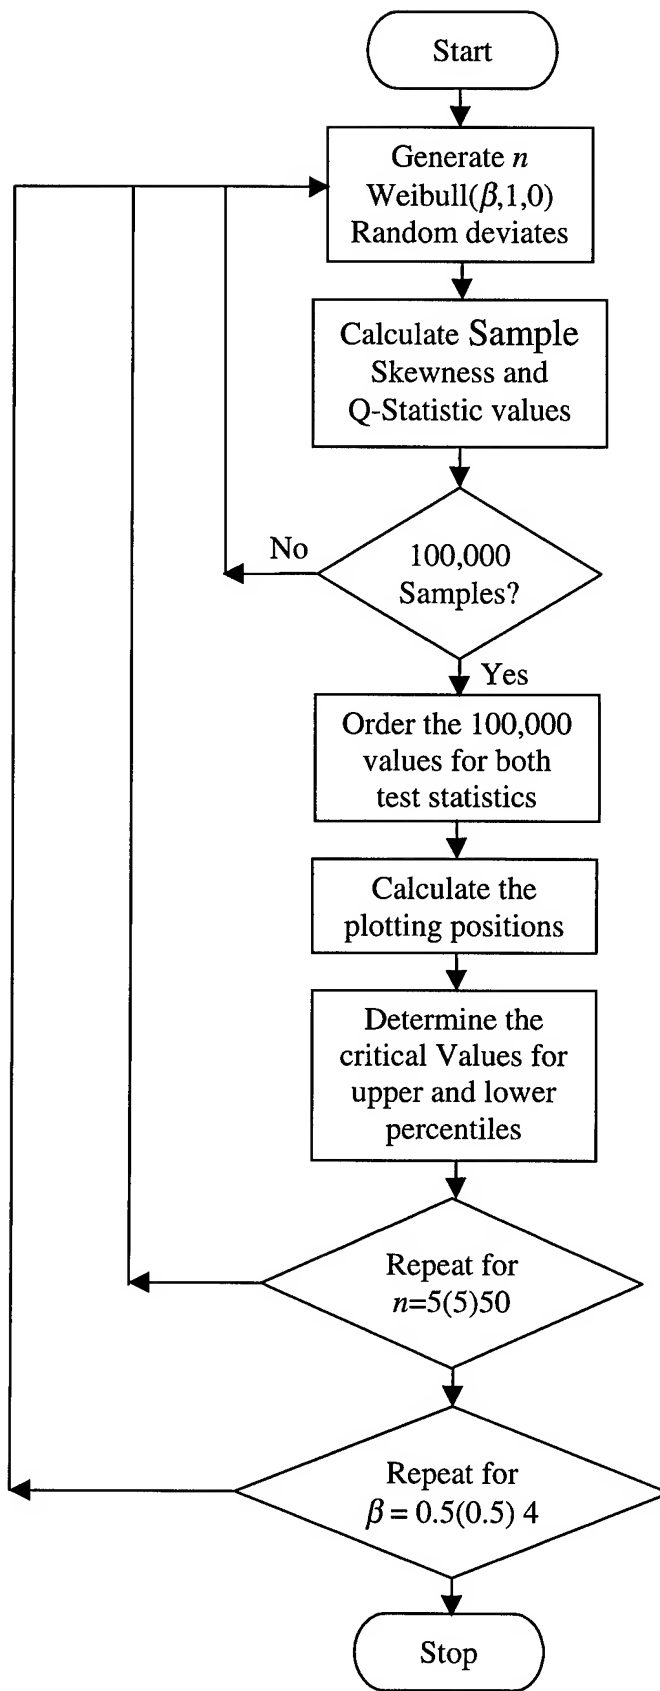 Start
Generate n
Weibull(β,1,0)
Random deviates
Calculate Sample
Skewness and
Q-Statistic values
No
100,000
Samples?
Yes
Order the 100,000
values for both
test statistics
Calculate the
plotting positions
Determine the
critical Values for
upper and lower
percentiles
Repeat for
n=5(5)50
Repeat for
β = 0.5(0.5) 4
Stop